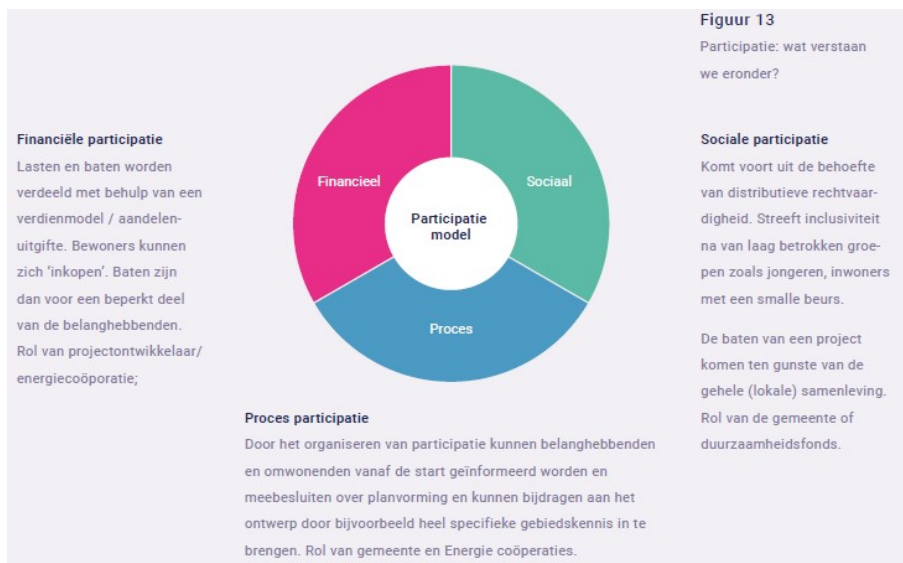 Figuur 13
Participatie: wat verstaan
we eronder?
Financiële participatie
Lasten en baten worden
verdeeld met behulp van een
verdienmodel / aandelen-
uitgifte. Bewoners kunnen
zich ‘inkopen’. Baten zijn
dan voor een beperkt deel
van de belanghebbenden.
Rol van projectontwikkelaar/
energiecoöporatie;
Financieel
Sociaal
Participatie
model
Proces
Sociale participatie
Komt voort uit de behoefte
van distributieve rechtvaar-
digheid. Streeft inclusiviteit
na van laag betrokken groe-
pen zoals jongeren, inwoners
met een smalle beurs.
De baten van een project
komen ten gunste van de
gehele (lokale) samenleving.
Rol van de gemeente of
duurzaamheidsfonds.
Proces participatie
Door het organiseren van participatie kunnen belanghebbenden
en omwonenden vanaf de start geïnformeerd worden en
meebesluiten over planvorming en kunnen bijdragen aan het
ontwerp door bijvoorbeeld heel specifieke gebiedskennis in te
brengen. Rol van gemeente en Energie coöperaties.